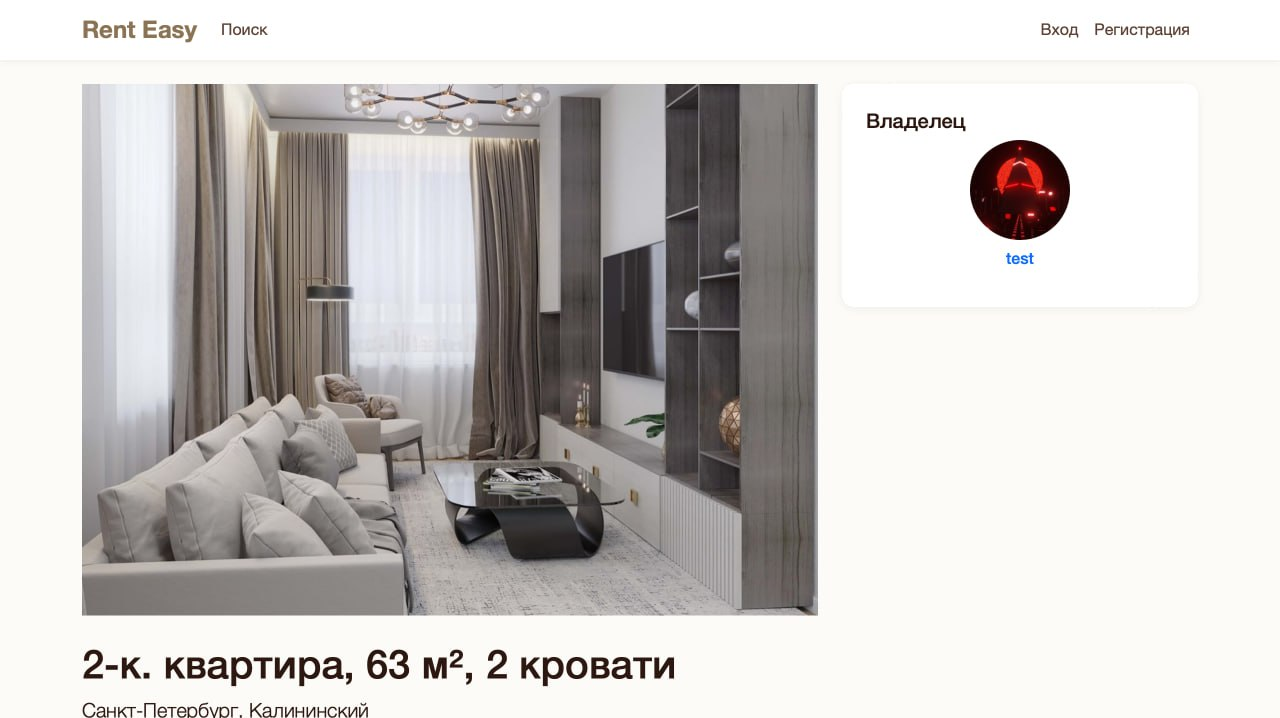 Rent Easy
Поиск
Вход
Регистрация
Владелец
test
2-к. квартира, 63 м², 2 кровати
Санкт-Петербург, Калининский